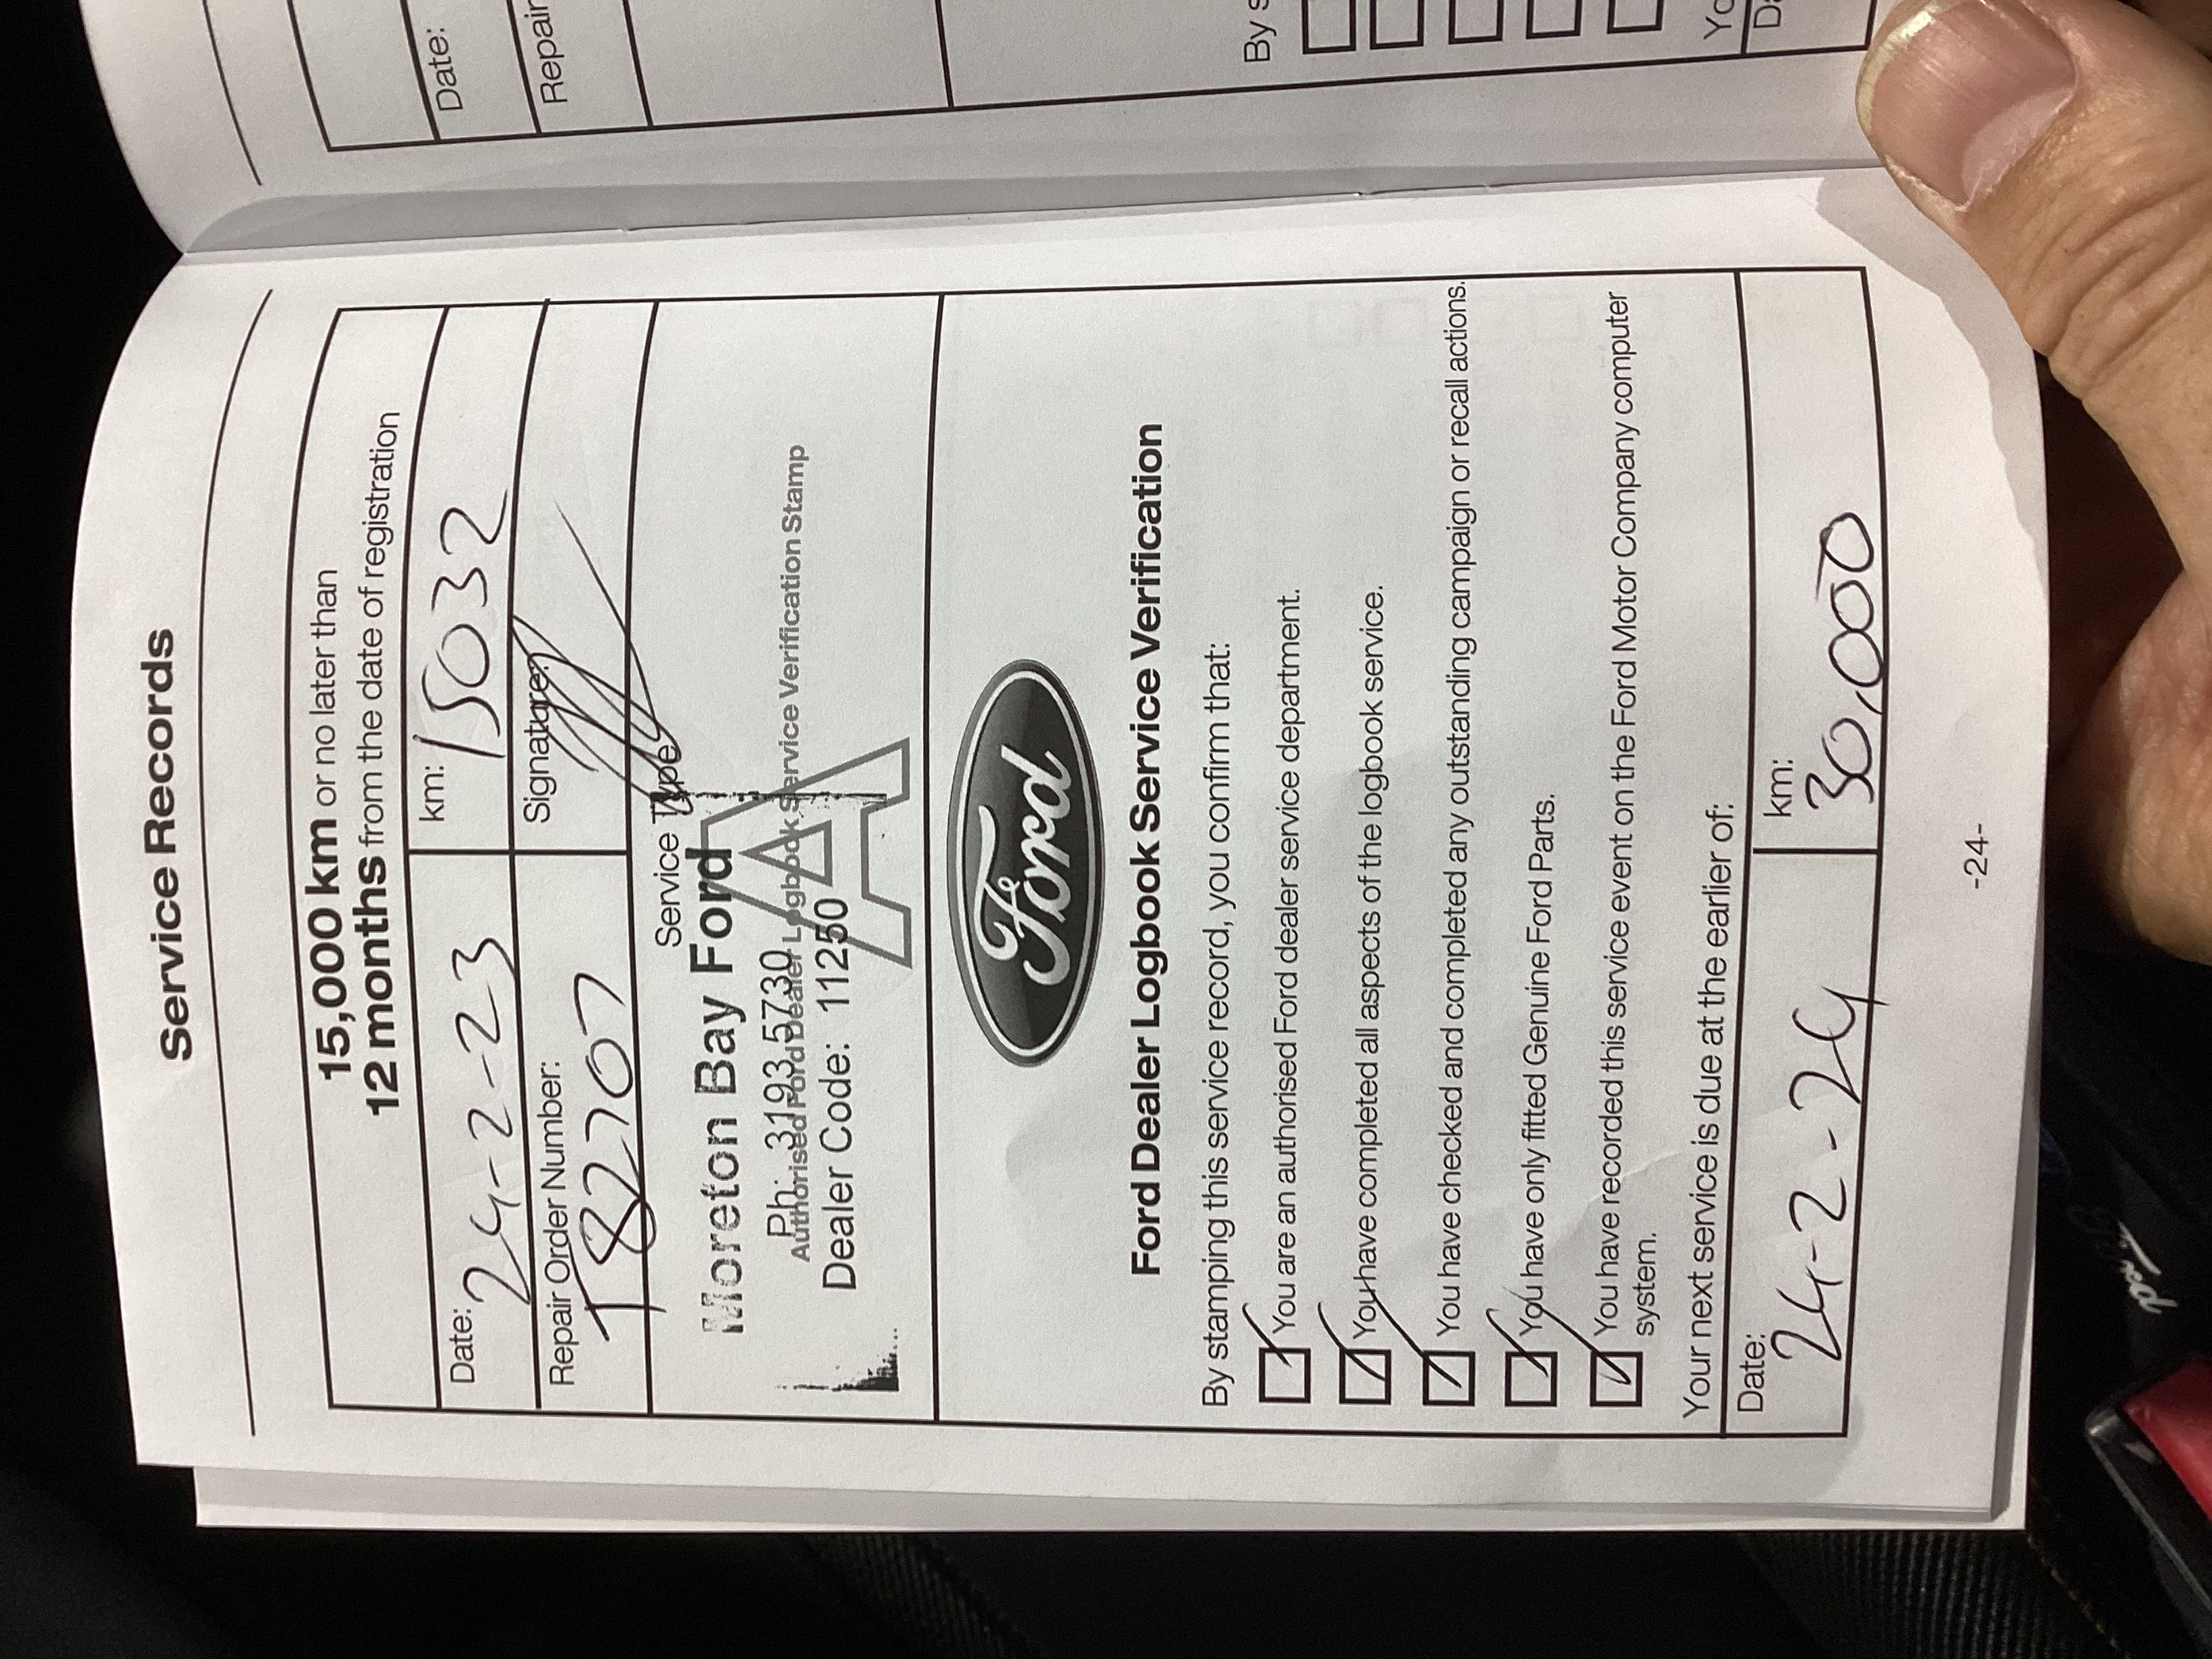 Service Records
15,000 km or no later than
12 months from the date of registration
Date: 24-2-23
km: 15032
Repair Order Number:
Signature:
T82707
Service Type
A
Moreton Bay Ford
Ph: 3193 5730
Authorised Ford Dealer Logbook Service Verification Stamp
Dealer Code: 11250
Ford
Ford Dealer Logbook Service Verification
By stamping this service record, you confirm that:
You are an authorised Ford dealer service department.
You have completed all aspects of the logbook service.
You have checked and completed any outstanding campaign or recall actions.
You have only fitted Genuine Ford Parts.
You have recorded this service event on the Ford Motor Company computer
system.
Your next service is due at the earlier of:
Date: 24-2-24
km: 30,000
-24-
Date:
Repair
By